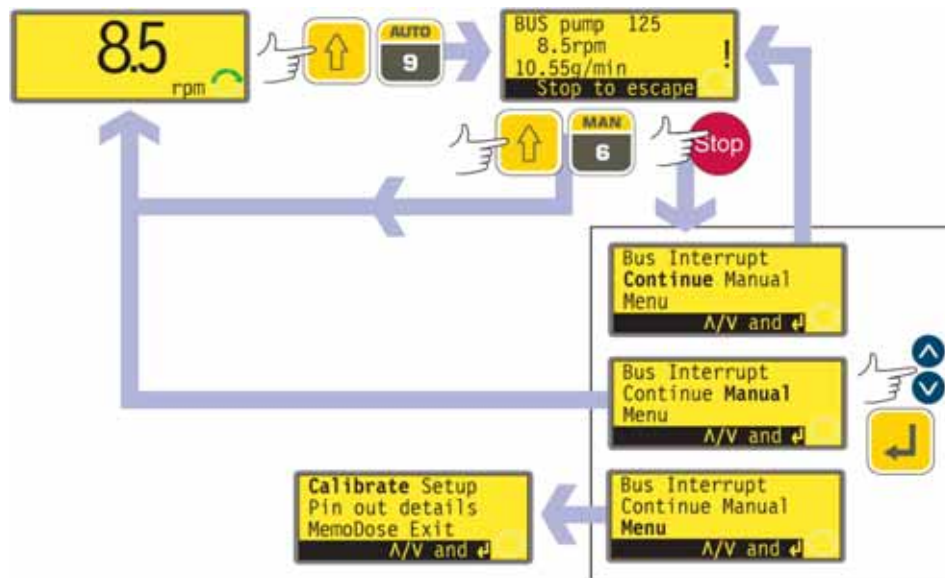 8.5
rpm
AUTO
9
BUS pump 125
8.5rpm
10.55g/min
!
Stop to escape
MAN
6
Stop
Bus Interrupt
Continue Manual
Menu
Λ/V and ↵
Bus Interrupt
Continue Manual
Menu
Λ/V and ↵
Calibrate Setup
Pin out details
MemoDose Exit
Λ/V and ↵
Bus Interrupt
Continue Manual
Menu
Λ/V and ↵